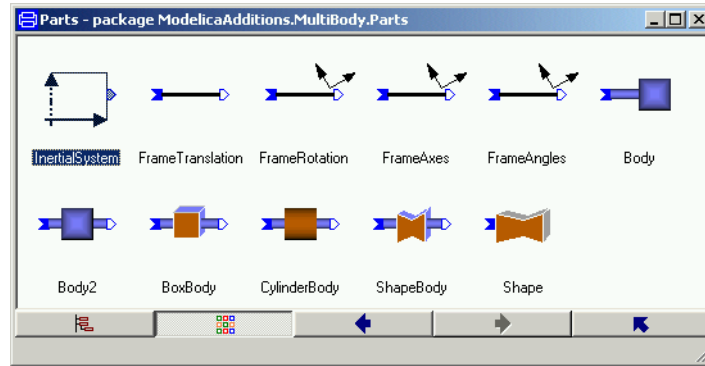 Parts - package ModelicaAdditions.MultiBody.Parts
InertialSystem FrameTranslation FrameRotation FrameAxes FrameAngles Body
Body2 BoxBody CylinderBody ShapeBody Shape